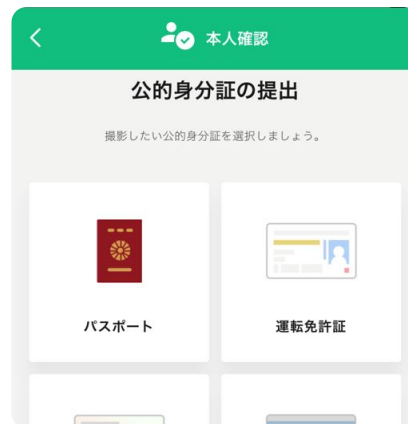 本人確認
公的身分証の提出
撮影したい公的身分証を選択しましょう。
パスポート
運転免許証